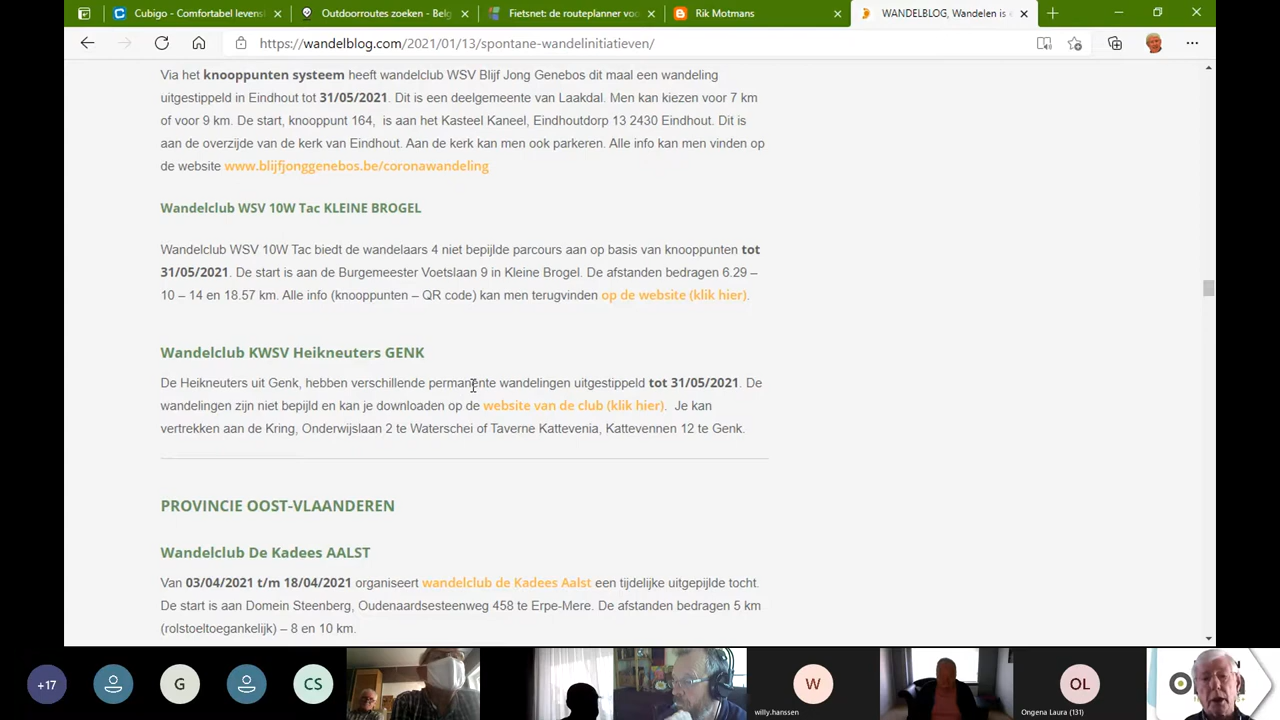 Cubigo - Comfortabel levenst
Outdoorroutes zoeken - Belg
Fietsnet: de routeplanner voo
Rik Motmans
WANDELBLOG, Wandelen is e
https://wandelblog.com/2021/01/13/spontane-wandelinitiatieven/
Via het knooppunten systeem heeft wandelclub WSV Blijf Jong Genebos dit maal een wandeling
uitgestippeld in Eindhout tot 31/05/2021. Dit is een deelgemeente van Laakdal. Men kan kiezen voor 7 km
of voor 9 km. De start, knooppunt 164, is aan het Kasteel Kaneel, Eindhoutdorp 13 2430 Eindhout. Dit is
aan de overzijde van de kerk van Eindhout. Aan de kerk kan men ook parkeren. Alle info kan men vinden op
de website www.blijfjonggenebos.be/coronawandeling
Wandelclub WSV 10W Tac KLEINE BROGEL
Wandelclub WSV 10W Tac biedt de wandelaars 4 niet bepijlde parcours aan op basis van knooppunten tot
31/05/2021. De start is aan de Burgemeester Voetslaan 9 in Kleine Brogel. De afstanden bedragen 6.29 –
10 – 14 en 18.57 km. Alle info (knooppunten – QR code) kan men terugvinden op de website (klik hier).
Wandelclub KWSV Heikneuters GENK
De Heikneuters uit Genk, hebben verschillende permanente wandelingen uitgestippeld tot 31/05/2021. De
wandelingen zijn niet bepijld en kan je downloaden op de website van de club (klik hier). Je kan
vertrekken aan de Kring, Onderwijslaan 2 te Waterschei of Taverne Kattevenia, Kattevennen 12 te Genk.
PROVINCIE OOST-VLAANDEREN
Wandelclub De Kadees AALST
Van 03/04/2021 t/m 18/04/2021 organiseert wandelclub de Kadees Aalst een tijdelijke uitgepijlde tocht.
De start is aan Domein Steenberg, Oudenaardsesteenweg 458 te Erpe-Mere. De afstanden bedragen 5 km
(rolstoeltoegankelijk) – 8 en 10 km.
+17
G
CS
W
willy.hanssen
OL
Ongena Laura (131)